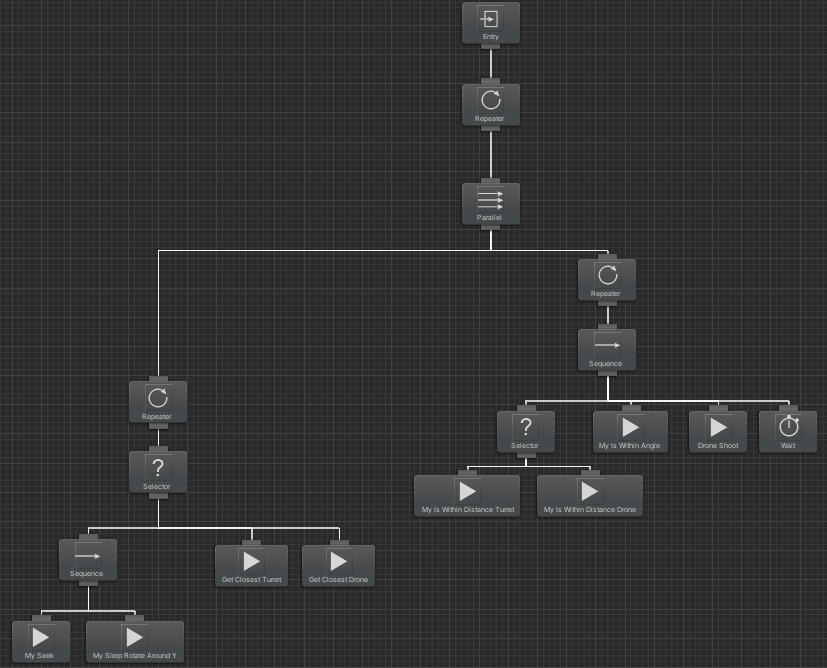 Entry
Repeater
Parallel
Repeater
Sequence
Repeater
Selector
My Is Within Angle
Drone Shoot
Wait
Selector
My Is Within Distance Turret
My Is Within Distance Drone
Sequence
Get Closest Turret
Get Closest Drone
My Seek
My Slerp Rotate Around Y
?
?